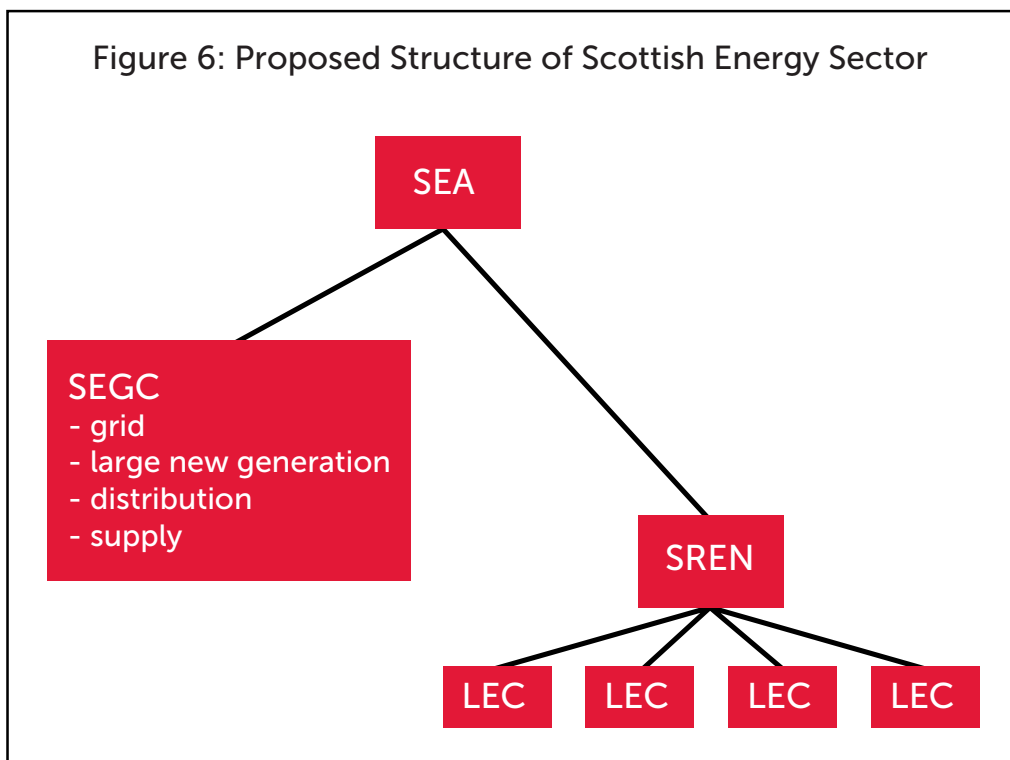 Figure 6: Proposed Structure of Scottish Energy Sector
SEA
SEGC
- grid
- large new generation
- distribution
- supply
SREN
LEC
LEC
LEC
LEC